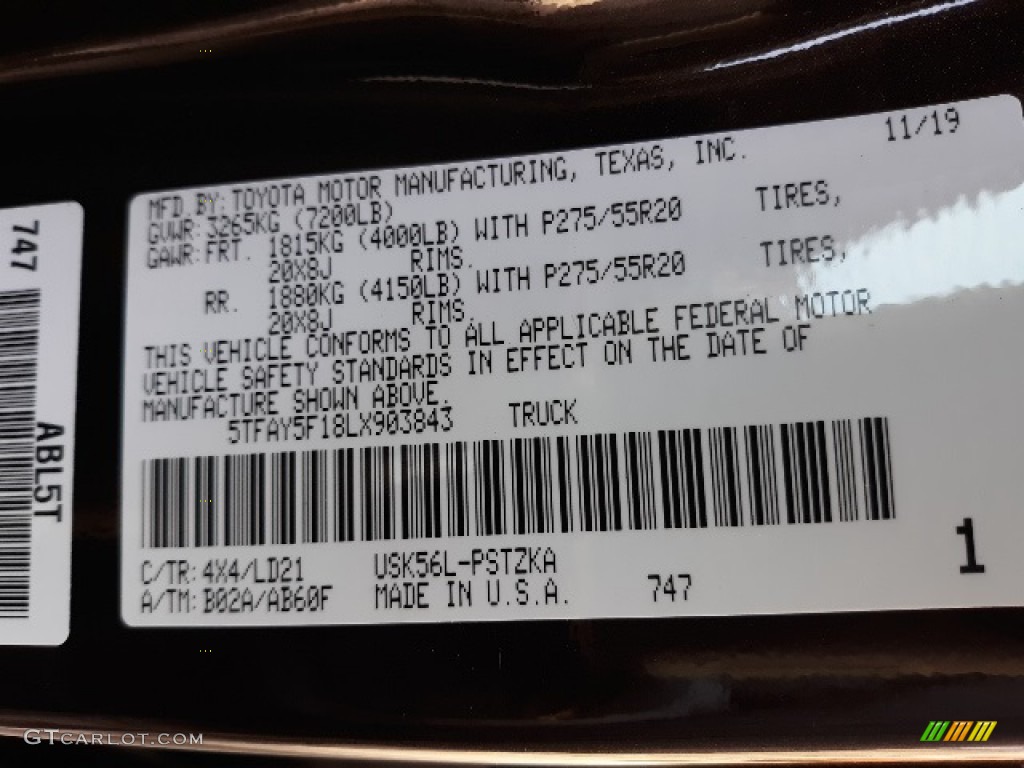 11/19
MFD.BY:TOYOTA MOTOR MANUFACTURING, TEXAS, INC.
GVWR:3265KG (7200LB)
GAWR:FRT. 1815KG (4000LB) WITH P275/55R20 TIRES,
20X8J RIMS.
RR. 1880KG (4150LB) WITH P275/55R20 TIRES,
20X8J RIMS
THIS VEHICLE CONFORMS TO ALL APPLICABLE FEDERAL MOTOR
VEHICLE SAFETY STANDARDS IN EFFECT ON THE DATE OF
MANUFACTURE SHOWN ABOVE.
5TFAY5F18LX903843 TRUCK
C/TR:4X4/LD21 USK56L-PSTZKA
A/TM:B02A/AB60F MADE IN U.S.A. 747
1
747
ABL5T
GTCARLOT.COM